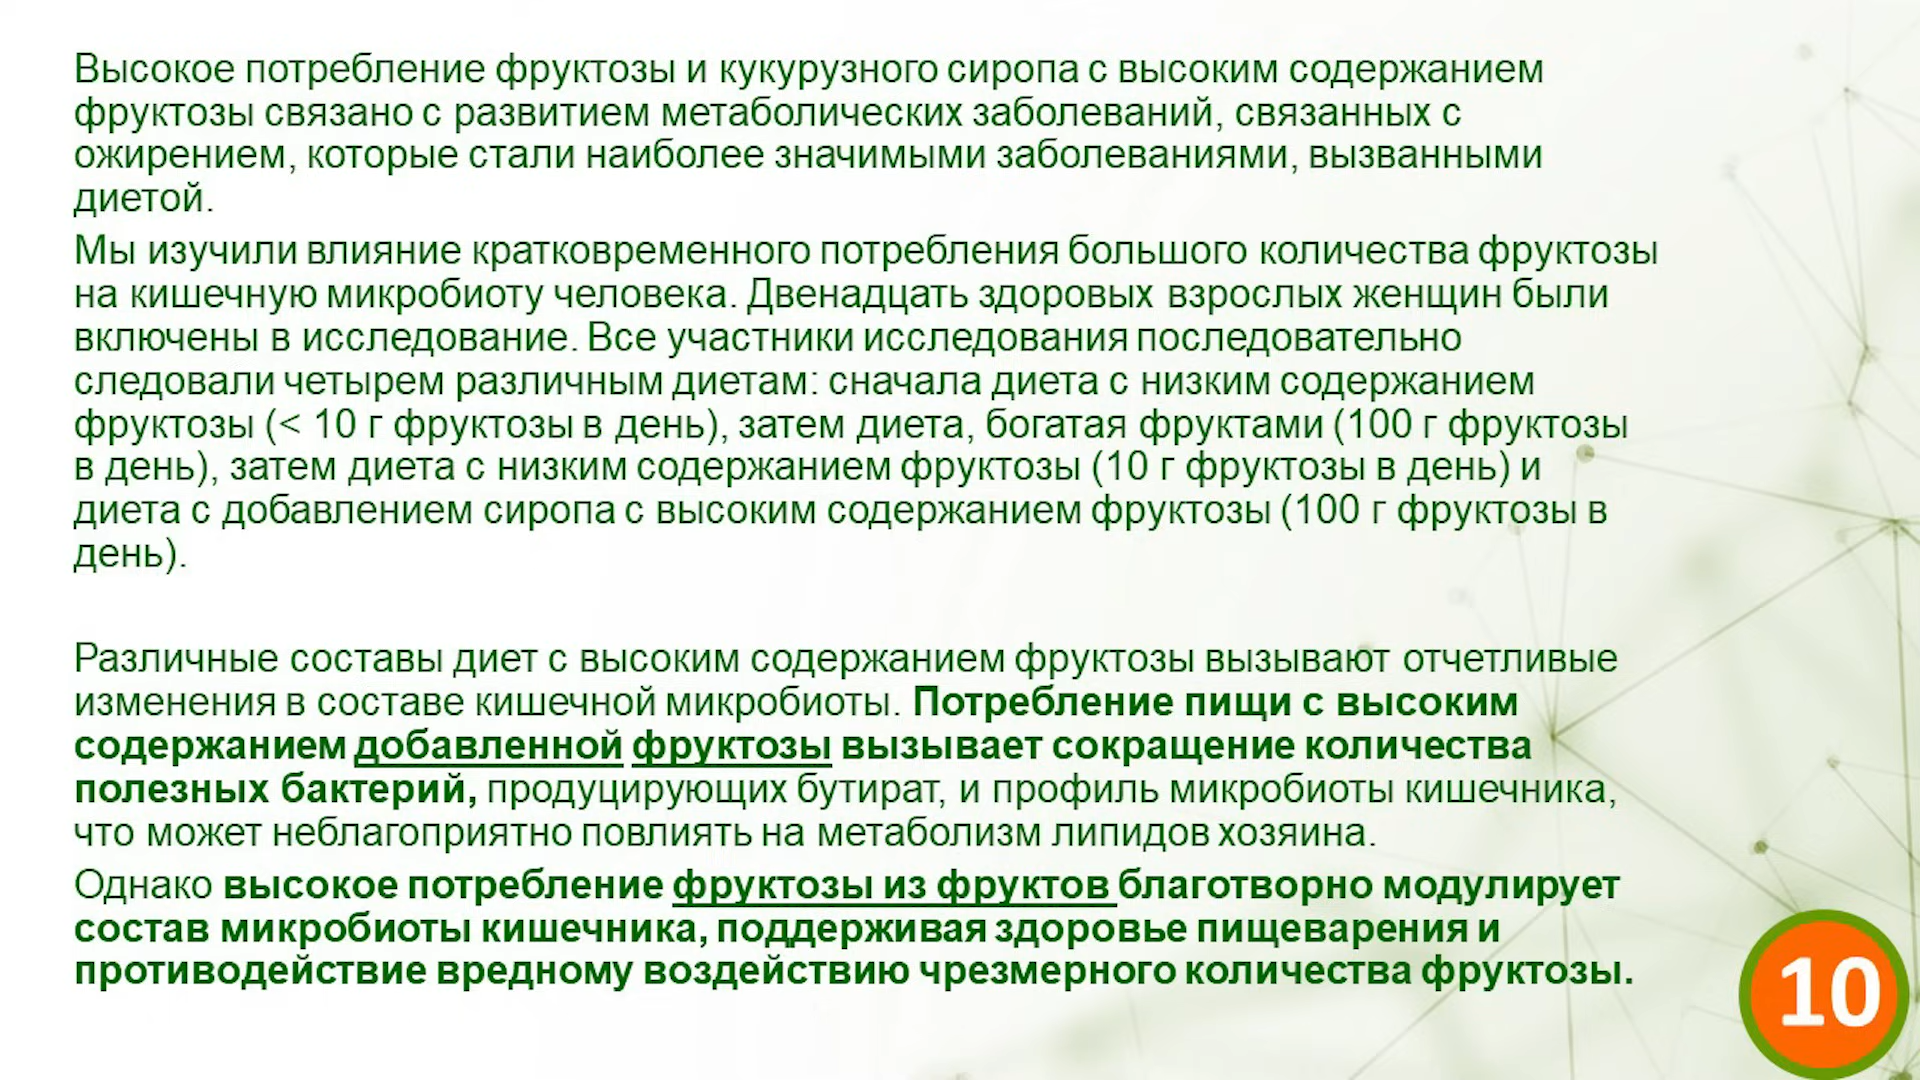 Высокое потребление фруктозы и кукурузного сиропа с высоким содержанием
фруктозы связано с развитием метаболических заболеваний, связанных с
ожирением, которые стали наиболее значимыми заболеваниями, вызванными
диетой.
Мы изучили влияние кратковременного потребления большого количества фруктозы
на кишечную микробиоту человека. Двенадцать здоровых взрослых женщин были
включены в исследование. Все участники исследования последовательно
следовали четырем различным диетам: сначала диета с низким содержанием
фруктозы (< 10 г фруктозы в день), затем диета, богатая фруктами (100 г фруктозы
в день), затем диета с низким содержанием фруктозы (10 г фруктозы в день) и
диета с добавлением сиропа с высоким содержанием фруктозы (100 г фруктозы в
день).
Различные составы диет с высоким содержанием фруктозы вызывают отчетливые
изменения в составе кишечной микробиоты. Потребление пищи с высоким
содержанием добавленной фруктозы вызывает сокращение количества
полезных бактерий, продуцирующих бутират, и профиль микробиоты кишечника,
что может неблагоприятно повлиять на метаболизм липидов хозяина.
Однако высокое потребление фруктозы из фруктов благотворно модулирует
состав микробиоты кишечника, поддерживая здоровье пищеварения и
противодействие вредному воздействию чрезмерного количества фруктозы.
10